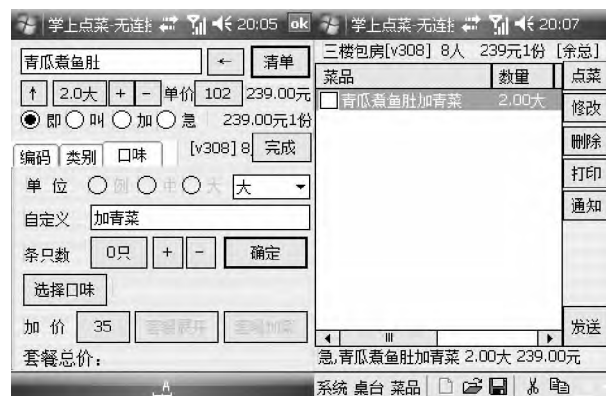 学上点菜-无连接 20:05 ok
青瓜煮鱼肚 ← 清单
↑ 2.0大 + - 单价 102 239.00元
即 叫 加 急 239.00元1份
编码 类别 口味 [v308] 8 完成
单 位 例 中 大 大
自定义 加青菜
条只数 0只 + - 确定
选择口味
加 价 35 套餐展开
套餐总价:
学上点菜-无连接 20:07
三楼包房[v308] 8人 239元1份 [余总]
菜品 数量 点菜
青瓜煮鱼肚加青菜 2.00大
修改
删除
打印
通知
发送
急,青瓜煮鱼肚加青菜 2.00大 239.00元
系统 桌台 菜品